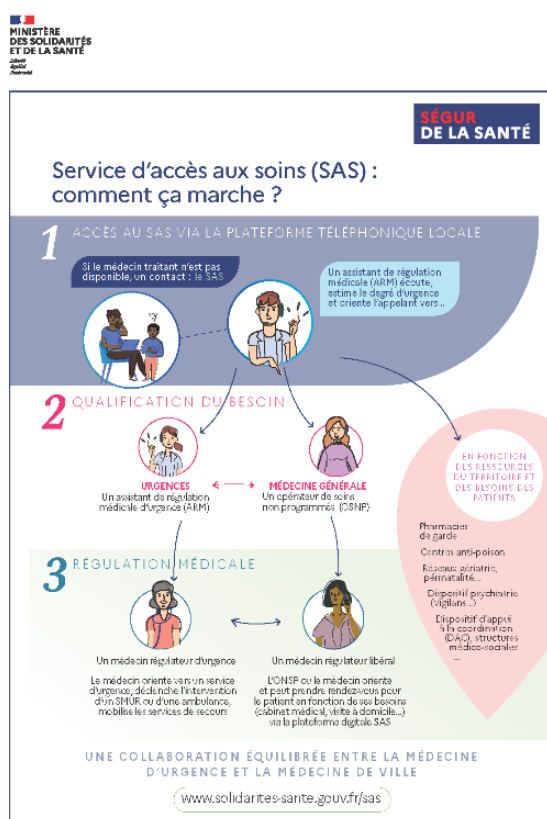 MINISTÈRE
DES SOLIDARITÉS
ET DE LA SANTÉ
Liberté
Égalité
Fraternité
SÉGUR
DE LA SANTÉ
Service d'accès aux soins (SAS) :
comment ça marche ?
1 ACCÈS AU SAS VIA LA PLATEFORME TÉLÉPHONIQUE LOCALE
Si le médecin traitant n'est pas
disponible, un contact : le SAS
Un assistant de régulation
médicale (ARM) écoute,
estime le degré d'urgence
et oriente l'appelant vers...
2 QUALIFICATION DU BESOIN
URGENCES
Un assistant de régulation
médicale d'urgence (ARM)
MÉDECINE GÉNÉRALE
Un opérateur de soins
non programmés (OSNP)
EN FONCTION
DES RESSOURCES
DU TERRITOIRE ET
DES BESOINS DES
PATIENTS
Pharmacies
de garde
Centres anti-poison
Réseaux gériatrie,
périnatalité...
Dispositif psychiatrie
(vigilans...)
Dispositif d'appui
à la coordination
(DAC), structures
médico-sociales
...
3 RÉGULATION MÉDICALE
Un médecin régulateur d'urgence
Le médecin oriente vers un service
d'urgence, déclenche l'intervention
d'un SMUR ou d'une ambulance,
mobilise les services de secours
Un médecin régulateur libéral
L'ONSP ou le médecin oriente
et peut prendre rendez-vous pour
le patient en fonction de ses besoins
(cabinet médical, visite à domicile...)
via la plateforme digitale SAS
UNE COLLABORATION ÉQUILIBRÉE ENTRE LA MÉDECINE
D'URGENCE ET LA MÉDECINE DE VILLE
www.solidarites-sante.gouv.fr/sas